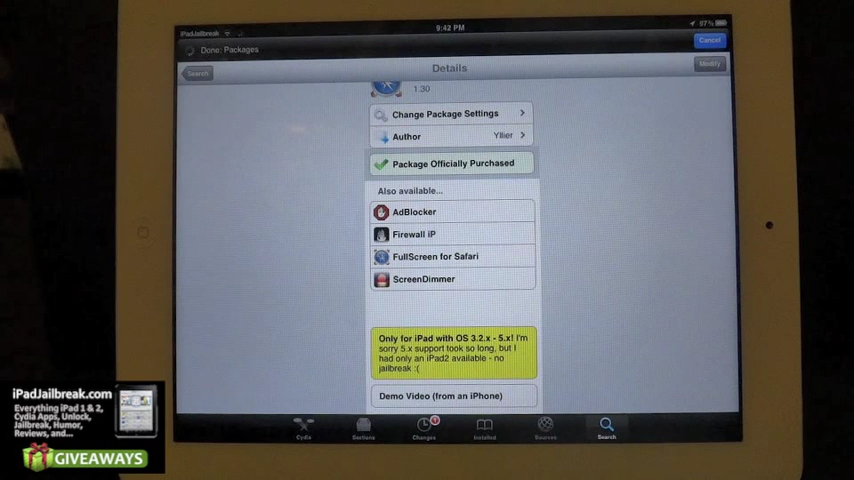 iPadJailbreak
9:42 PM
97%
Done: Packages
Cancel
Search
Details
Modify
1.30
Change Package Settings
Author
Yllier
Package Officially Purchased
Also available...
AdBlocker
Firewall iP
FullScreen for Safari
ScreenDimmer
Only for iPad with OS 3.2.x - 5.x! I'm
sorry 5.x support took so long, but I
had only an iPad2 available - no
jailbreak :(
Demo Video (from an iPhone)
Cydia
Sections
Changes
Installed
Sources
Search
iPadJailbreak.com
Everything iPad 1 & 2,
Cydia Apps, Unlock,
Jailbreak, Humor,
Reviews, and...
GIVEAWAYS